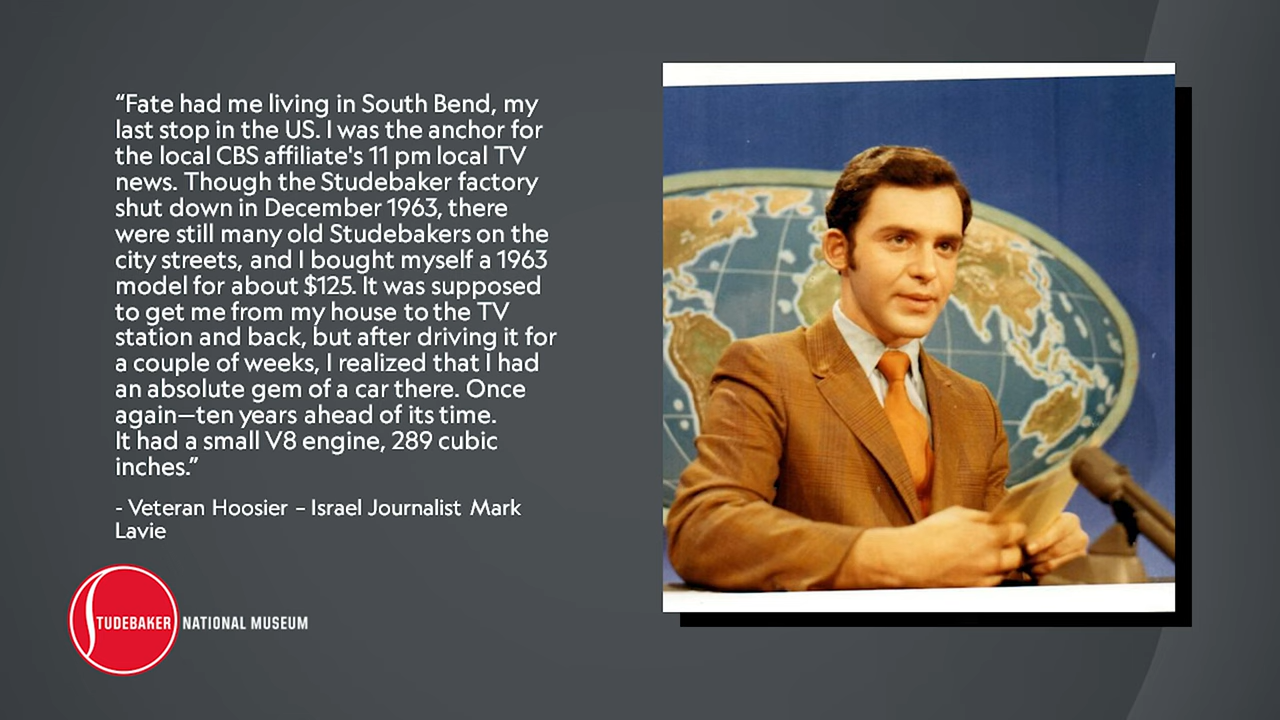 “Fate had me living in South Bend, my
last stop in the US. I was the anchor for
the local CBS affiliate's 11 pm local TV
news. Though the Studebaker factory
shut down in December 1963, there
were still many old Studebakers on the
city streets, and I bought myself a 1963
model for about $125. It was supposed
to get me from my house to the TV
station and back, but after driving it for
a couple of weeks, I realized that I had
an absolute gem of a car there. Once
again—ten years ahead of its time.
It had a small V8 engine, 289 cubic
inches.”
- Veteran Hoosier – Israel Journalist Mark
Lavie
STUDEBAKER NATIONAL MUSEUM